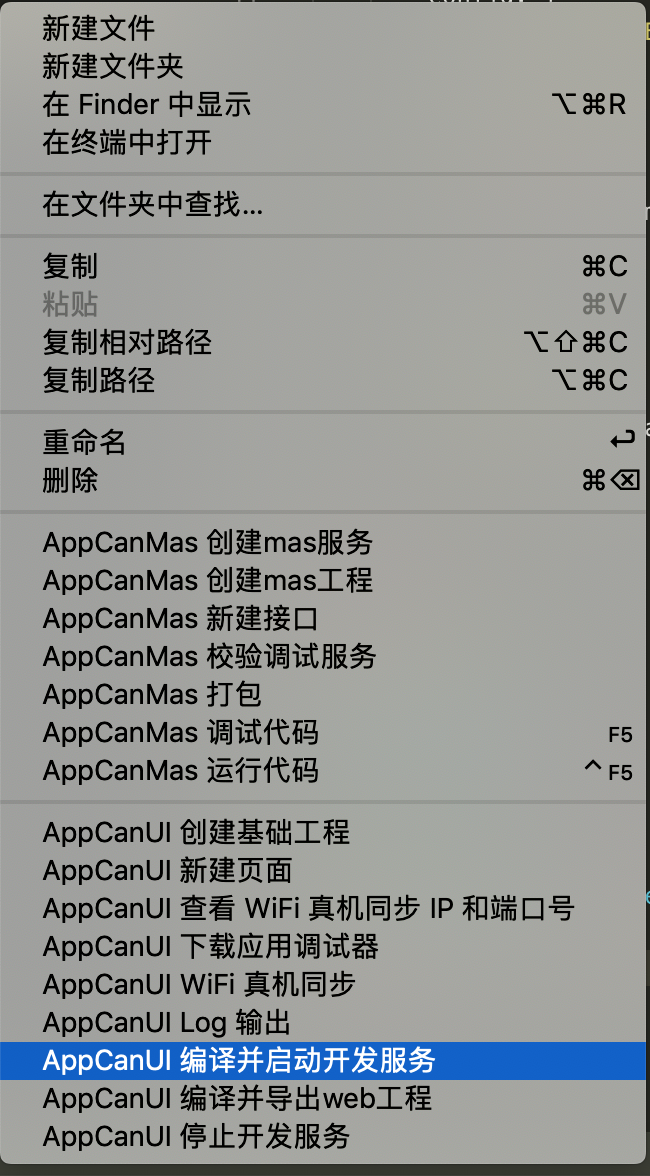 新建文件
新建文件夹
在 Finder 中显示 ⌥⌘R
在终端中打开
在文件夹中查找...
复制 ⌘C
粘贴 ⌘V
复制相对路径 ⌥⇧⌘C
复制路径 ⌥⌘C
重命名 ↩
删除 ⌘⌫
AppCanMas 创建mas服务
AppCanMas 创建mas工程
AppCanMas 新建接口
AppCanMas 校验调试服务
AppCanMas 打包
AppCanMas 调试代码 F5
AppCanMas 运行代码 ^ F5
AppCanUI 创建基础工程
AppCanUI 新建页面
AppCanUI 查看 WiFi 真机同步 IP 和端口号
AppCanUI 下载应用调试器
AppCanUI WiFi 真机同步
AppCanUI Log 输出
AppCanUI 编译并启动开发服务
AppCanUI 编译并导出web工程
AppCanUI 停止开发服务